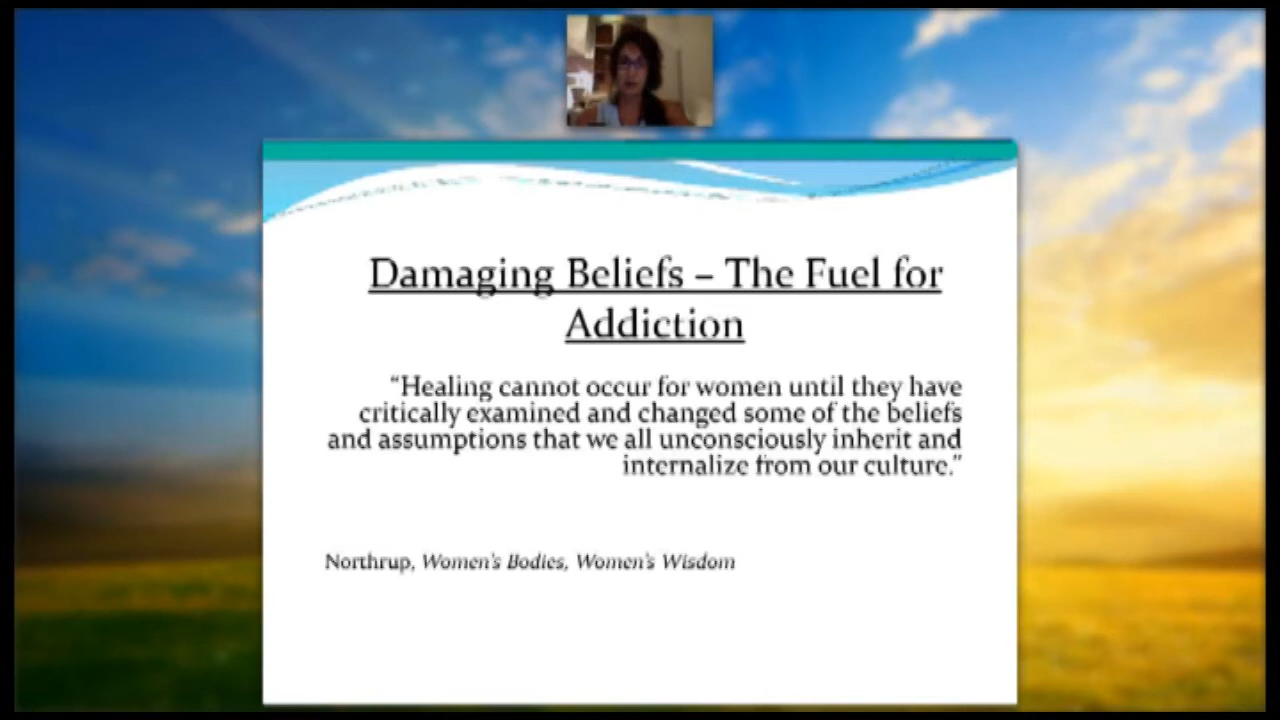 Damaging Beliefs – The Fuel for
Addiction
“Healing cannot occur for women until they have
critically examined and changed some of the beliefs
and assumptions that we all unconsciously inherit and
internalize from our culture.”
Northrup, Women's Bodies, Women's Wisdom